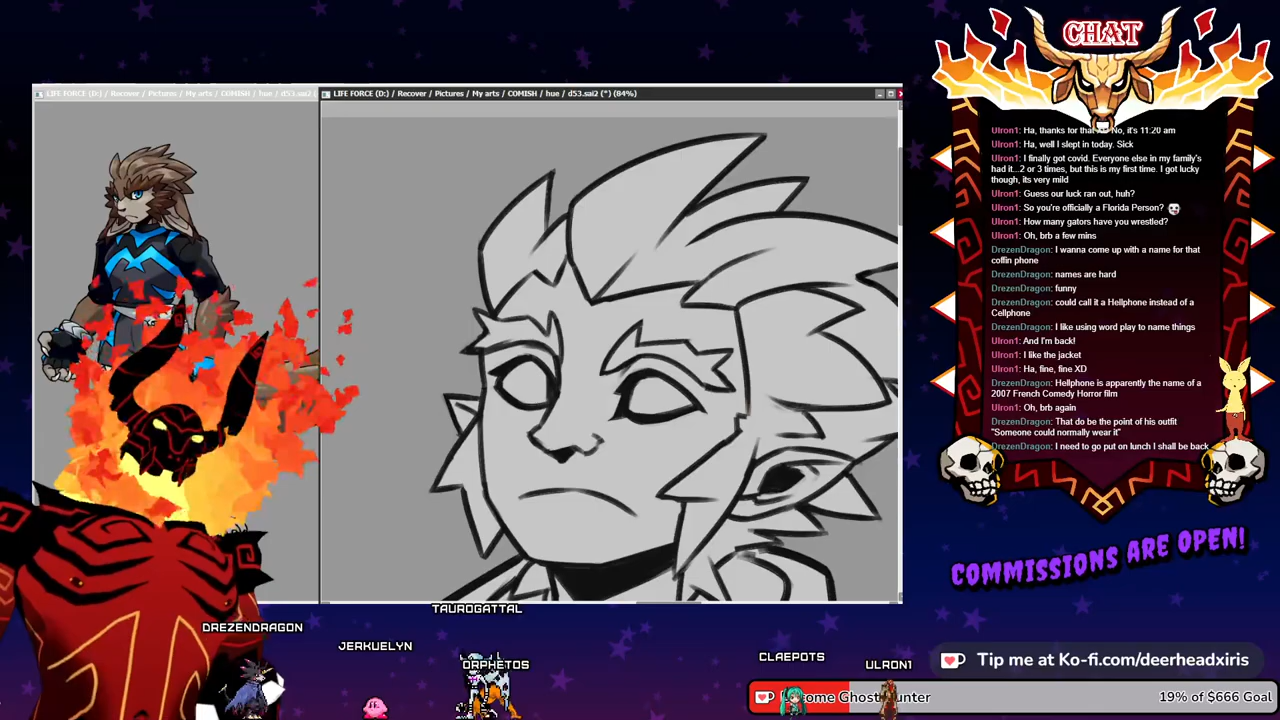 CHAT
LIFE FORCE (D:) / Recover / Pictures / My arts / COMISH / hue / d53.sai2 (
LIFE FORCE (D:) / Recover / Pictures / My arts / COMISH / hue / d53.sai2 (*) (84%)
Ulron1: Ha, thanks for that No, it's 11:20 am
Ulron1: Ha, well I slept in today. Sick
Ulron1: I finally got covid. Everyone else in my family's
had it...2 or 3 times, but this is my first time. I got lucky
though, its very mild
Ulron1: Guess our luck ran out, huh?
Ulron1: So you're officially a Florida Person?
Ulron1: How many gators have you wrestled?
Ulron1: Oh, brb a few mins
DrezenDragon: I wanna come up with a name for that
coffin phone
DrezenDragon: names are hard
DrezenDragon: funny
DrezenDragon: could call it a Hellphone instead of a
Cellphone
DrezenDragon: I like using word play to name things
Ulron1: And I'm back!
Ulron1: I like the jacket
Ulron1: Ha, fine, fine XD
DrezenDragon: Hellphone is apparently the name of a
2007 French Comedy Horror film
Ulron1: Oh, brb again
DrezenDragon: That do be the point of his outfit
"Someone could normally wear it"
DrezenDragon: I need to go put on lunch I shall be back
COMMISSIONS ARE OPEN!
TAUROGATTAL
DREZENDRAGON
JERKUELYN
ORPHETOS
CLAEPOTS
ULRON1
Tip me at Ko-fi.com/deerheadxiris
ome Ghost unter
19% of $666 Goal